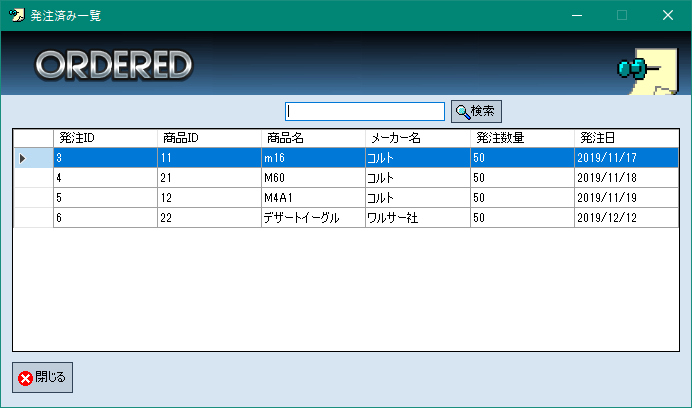 発注済み一覧
ORDERED
検索
発注ID 商品ID 商品名 メーカー名 発注数量 発注日
3 11 m16 コルト 50 2019/11/17
4 21 M60 コルト 50 2019/11/18
5 12 M4A1 コルト 50 2019/11/19
6 22 デザートイーグル ワルサー社 50 2019/12/12
閉じる